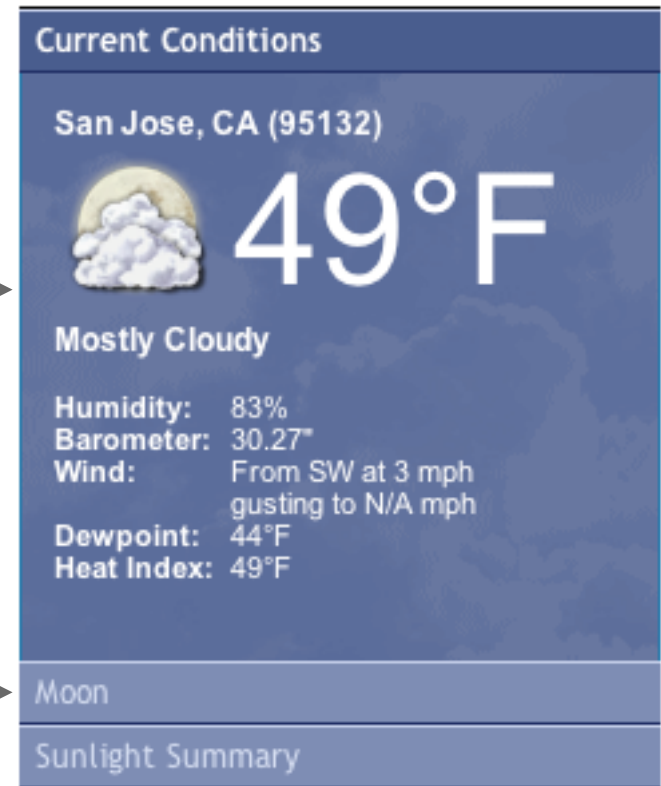 Current Conditions
San Jose, CA (95132)
49°F
Mostly Cloudy
Humidity: 83%
Barometer: 30.27"
Wind: From SW at 3 mph
gusting to N/A mph
Dewpoint: 44°F
Heat Index: 49°F
Moon
Sunlight Summary